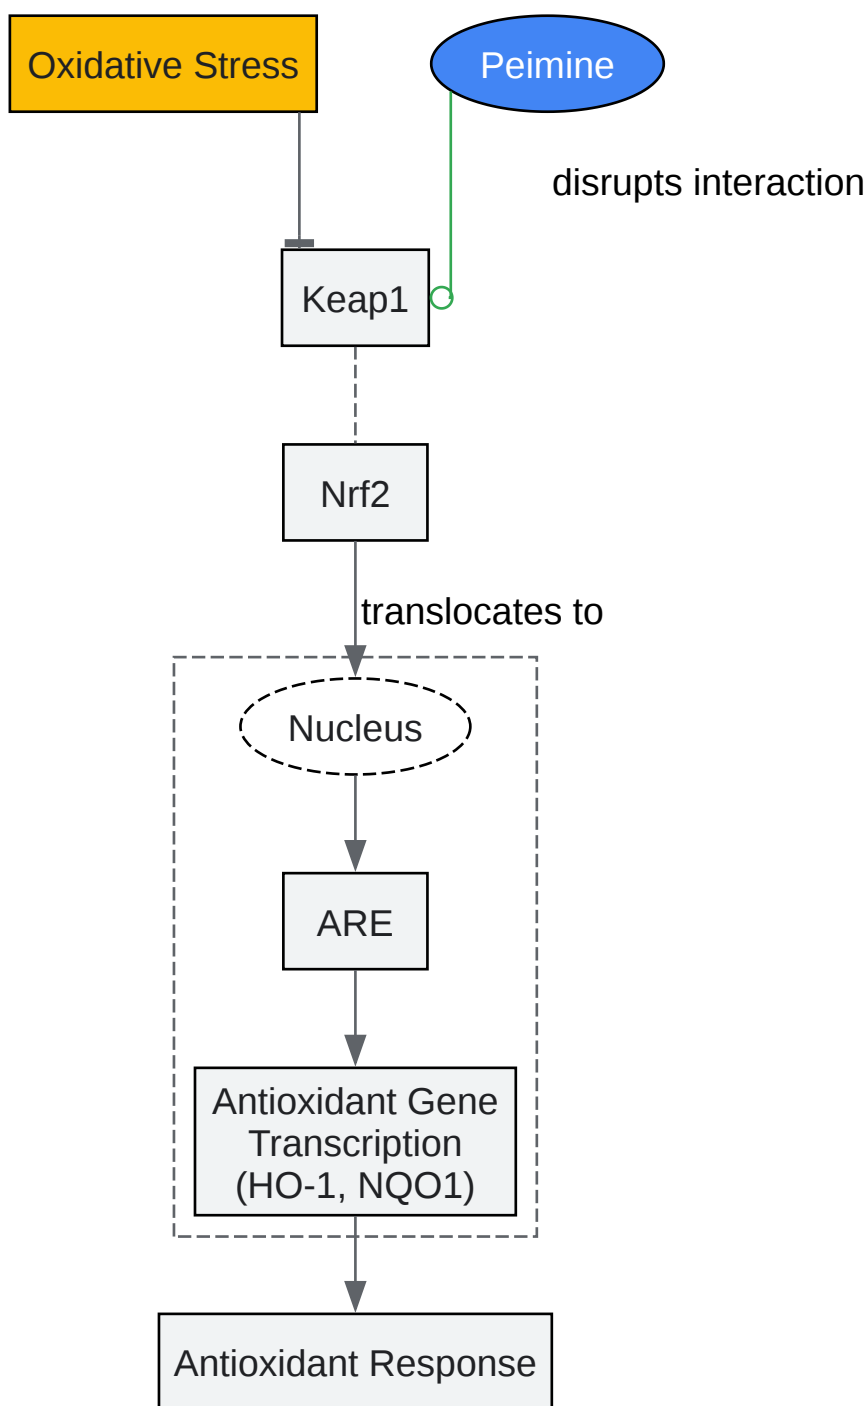 Oxidative Stress
Peimine
disrupts interaction
Keap1
Nrf2
translocates to
Nucleus
ARE
Antioxidant Gene
Transcription
(HO-1, NQO1)
Antioxidant Response